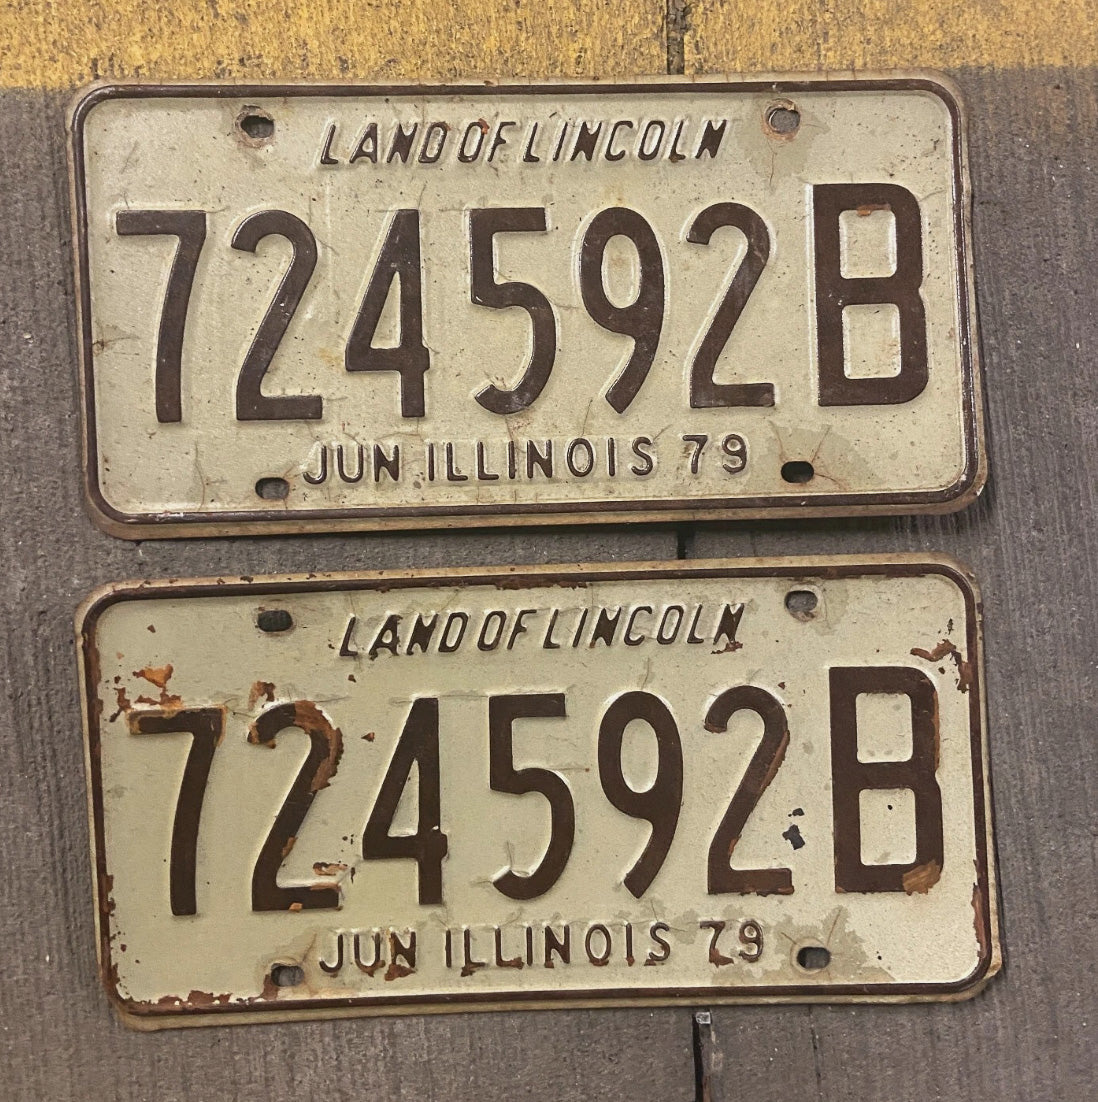 LAND OF LINCOLN
724592B
JUN ILLINOIS 79
LAND OF LINCOLN
724592B
JUN ILLINOIS 79